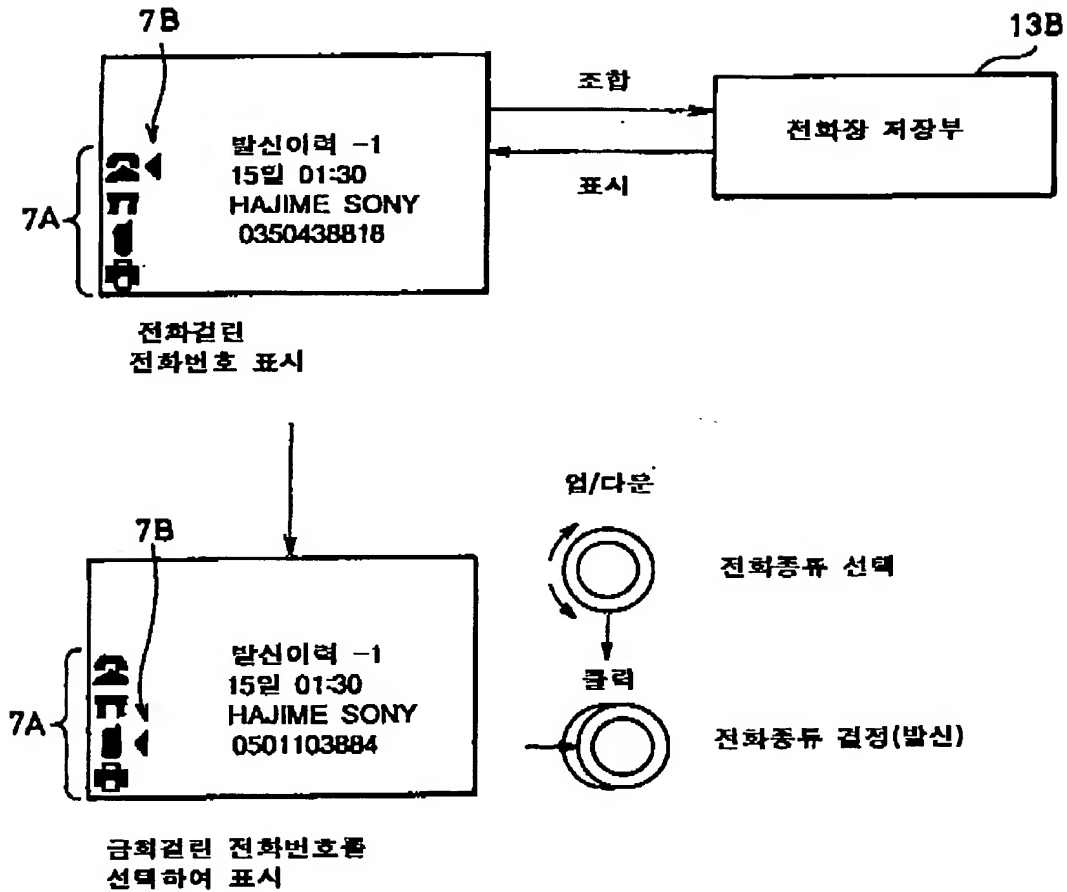 7B
13B
조합
전화장 저장부
표시
발신이력 -1
15일 01:30
HAJIME SONY
0350438818
7A
전화걸린
전화번호 표시
업/다운
7B
전화종류 선택
발신이력 -1
15일 01:30
HAJIME SONY
0501103884
7A
클릭
전화종류 결정(발신)
금회걸린 전화번호를
선택하여 표시